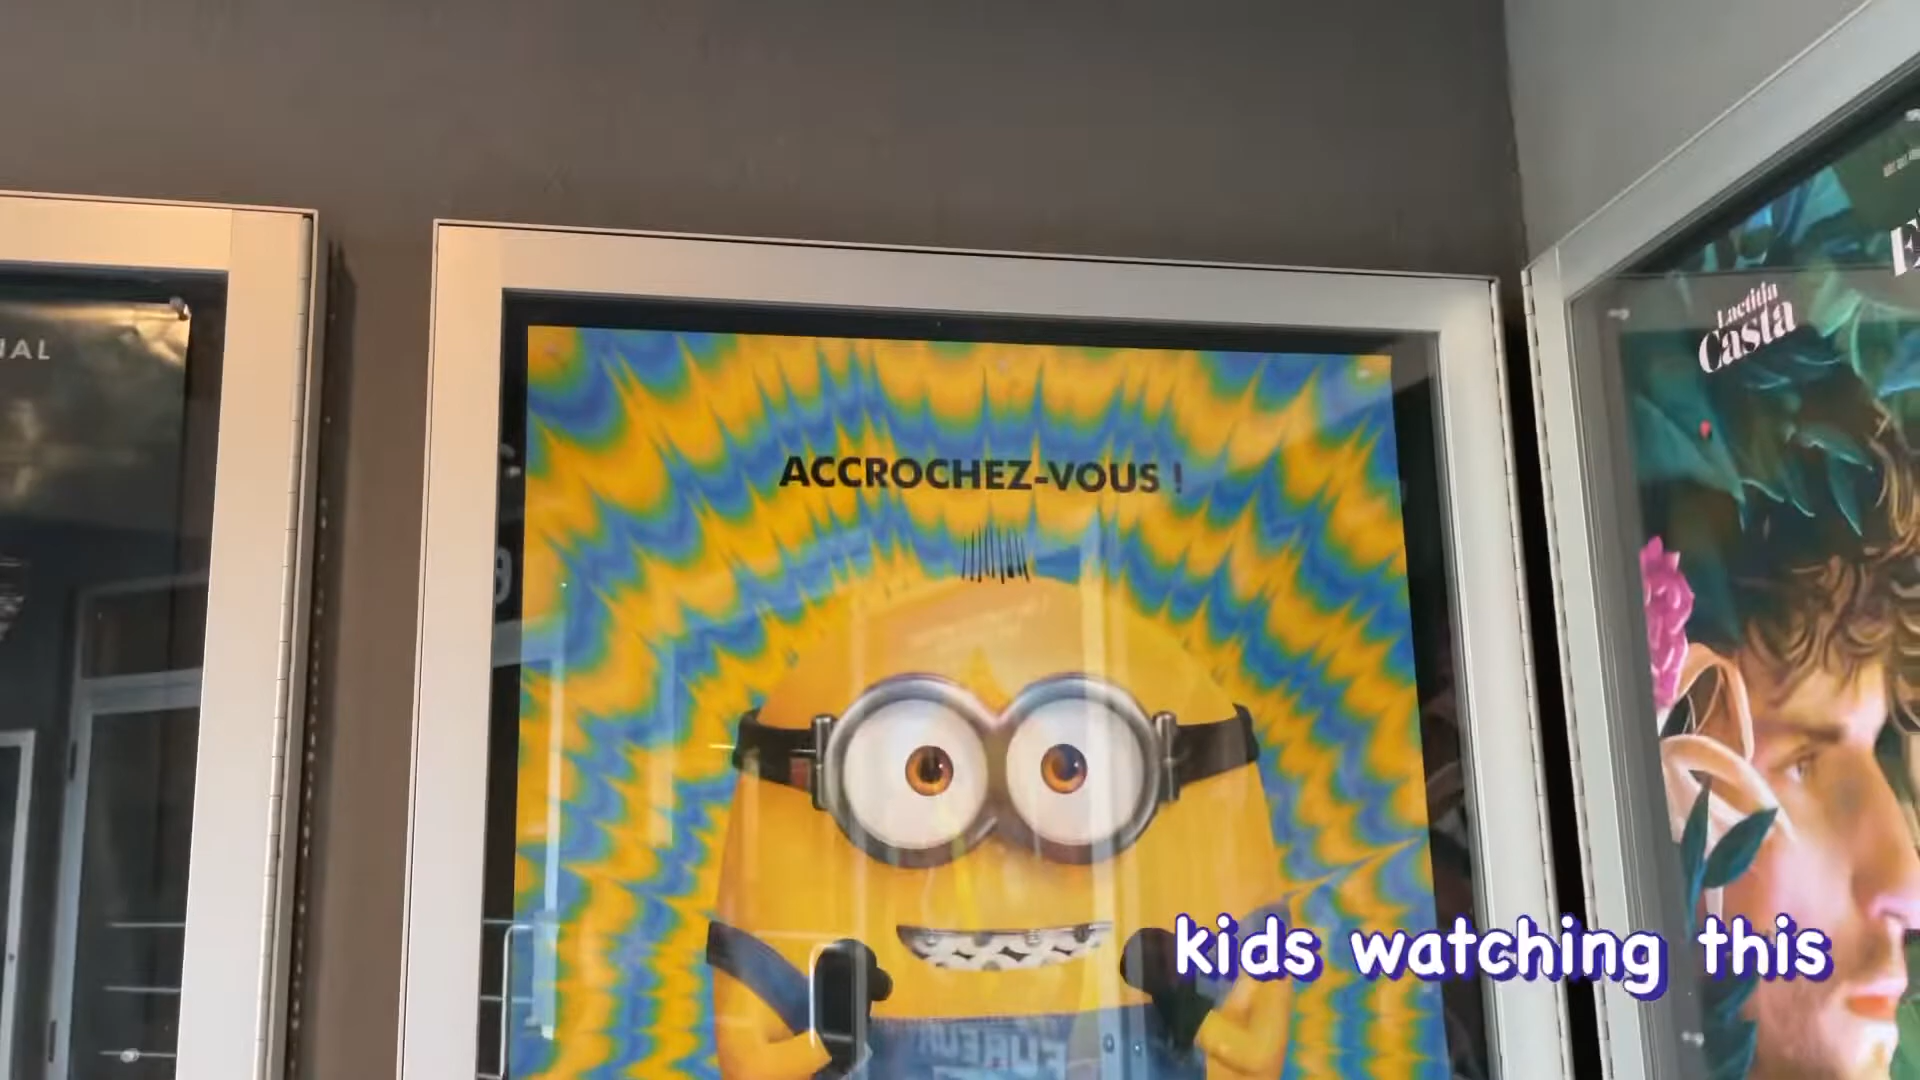 NAL
ACCROCHEZ-VOUS !
Laetitia
Casta
kids watching this